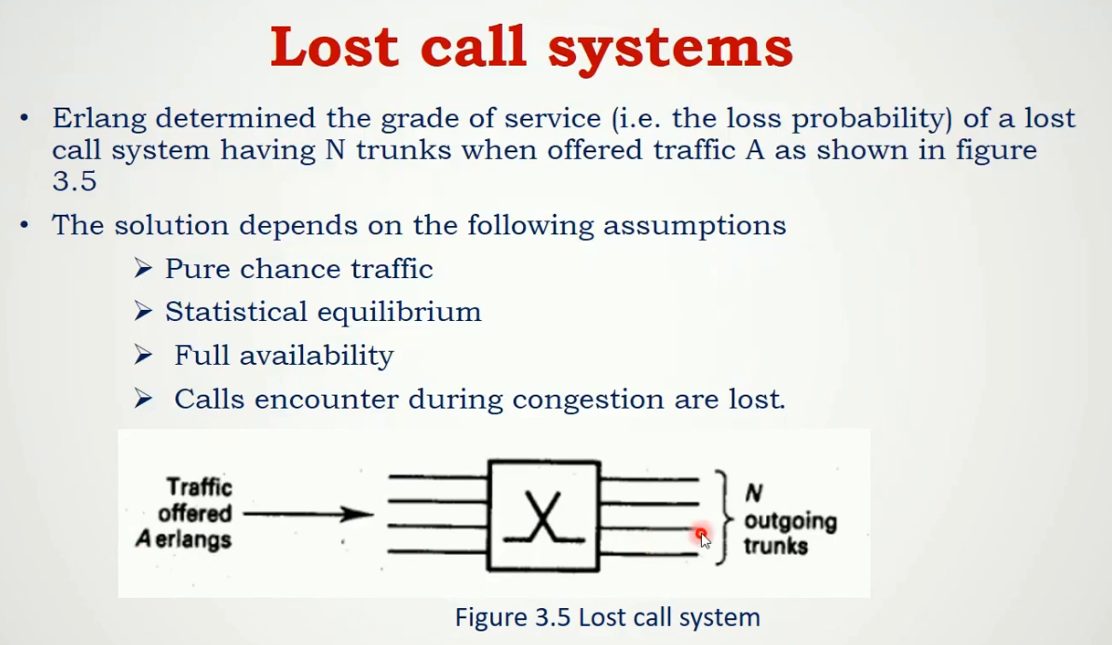 Lost call systems
• Erlang determined the grade of service (i.e. the loss probability) of a lost
call system having N trunks when offered traffic A as shown in figure
3.5
• The solution depends on the following assumptions
➢ Pure chance traffic
➢ Statistical equilibrium
➢ Full availability
➢ Calls encounter during congestion are lost.
Traffic
offered
A erlangs
N
outgoing
trunks
Figure 3.5 Lost call system